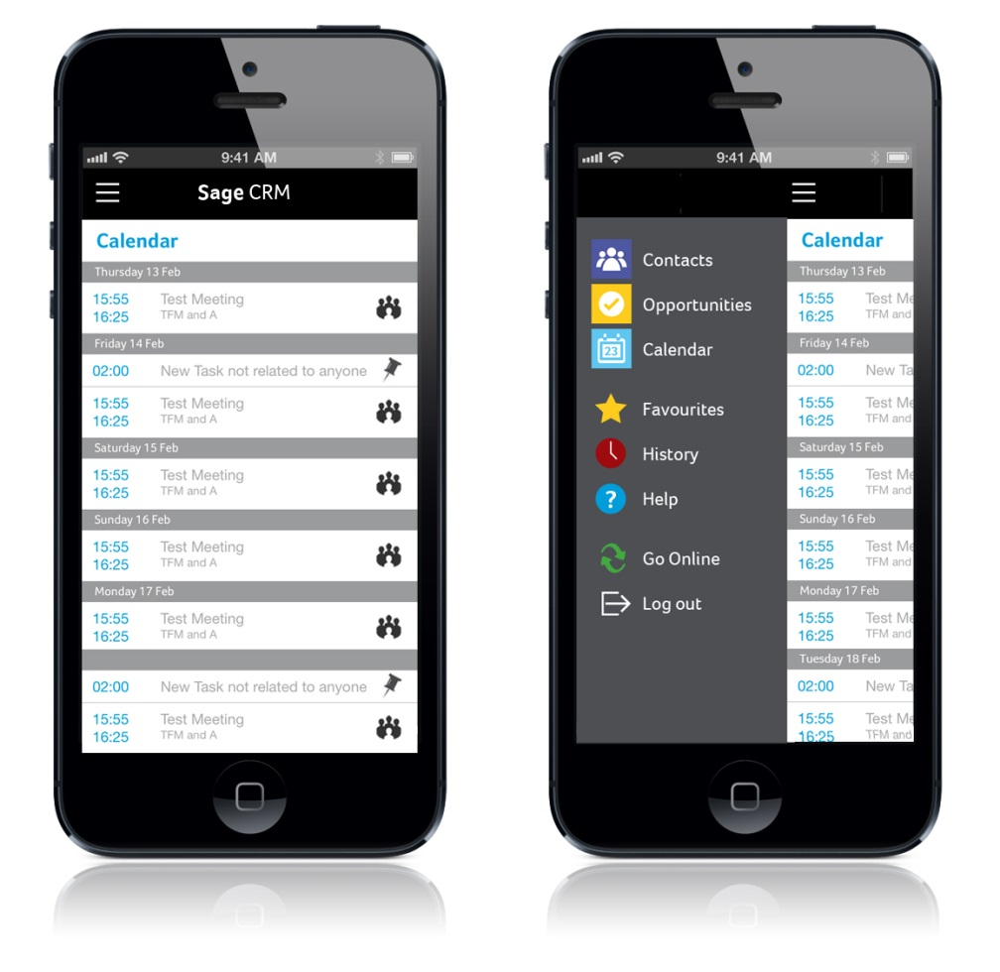 9:41 AM
Sage CRM
Calendar
Thursday 13 Feb
15:55 Test Meeting
16:25 TFM and A
Friday 14 Feb
02:00 New Task not related to anyone
15:55 Test Meeting
16:25 TFM and A
Saturday 15 Feb
15:55 Test Meeting
16:25 TFM and A
Sunday 16 Feb
15:55 Test Meeting
16:25 TFM and A
Monday 17 Feb
15:55 Test Meeting
16:25 TFM and A
02:00 New Task not related to anyone
15:55 Test Meeting
16:25 TFM and A
9:41 AM
Contacts
Opportunities
23
Calendar
Favourites
History
?
Help
Go Online
Log out
Calendar
Thursday 13 Feb
15:55 Test Me
16:25 TFM and
Friday 14 Feb
02:00 New Ta
15:55 Test Me
16:25 TFM and
Saturday 15 Feb
15:55 Test Me
16:25 TFM and
Sunday 16 Feb
15:55 Test Me
16:25 TFM and
Monday 17 Feb
15:55 Test Me
16:25 TFM and
Tuesday 18 Feb
02:00 New Ta
15:55 Test Me
16:25 TFM and